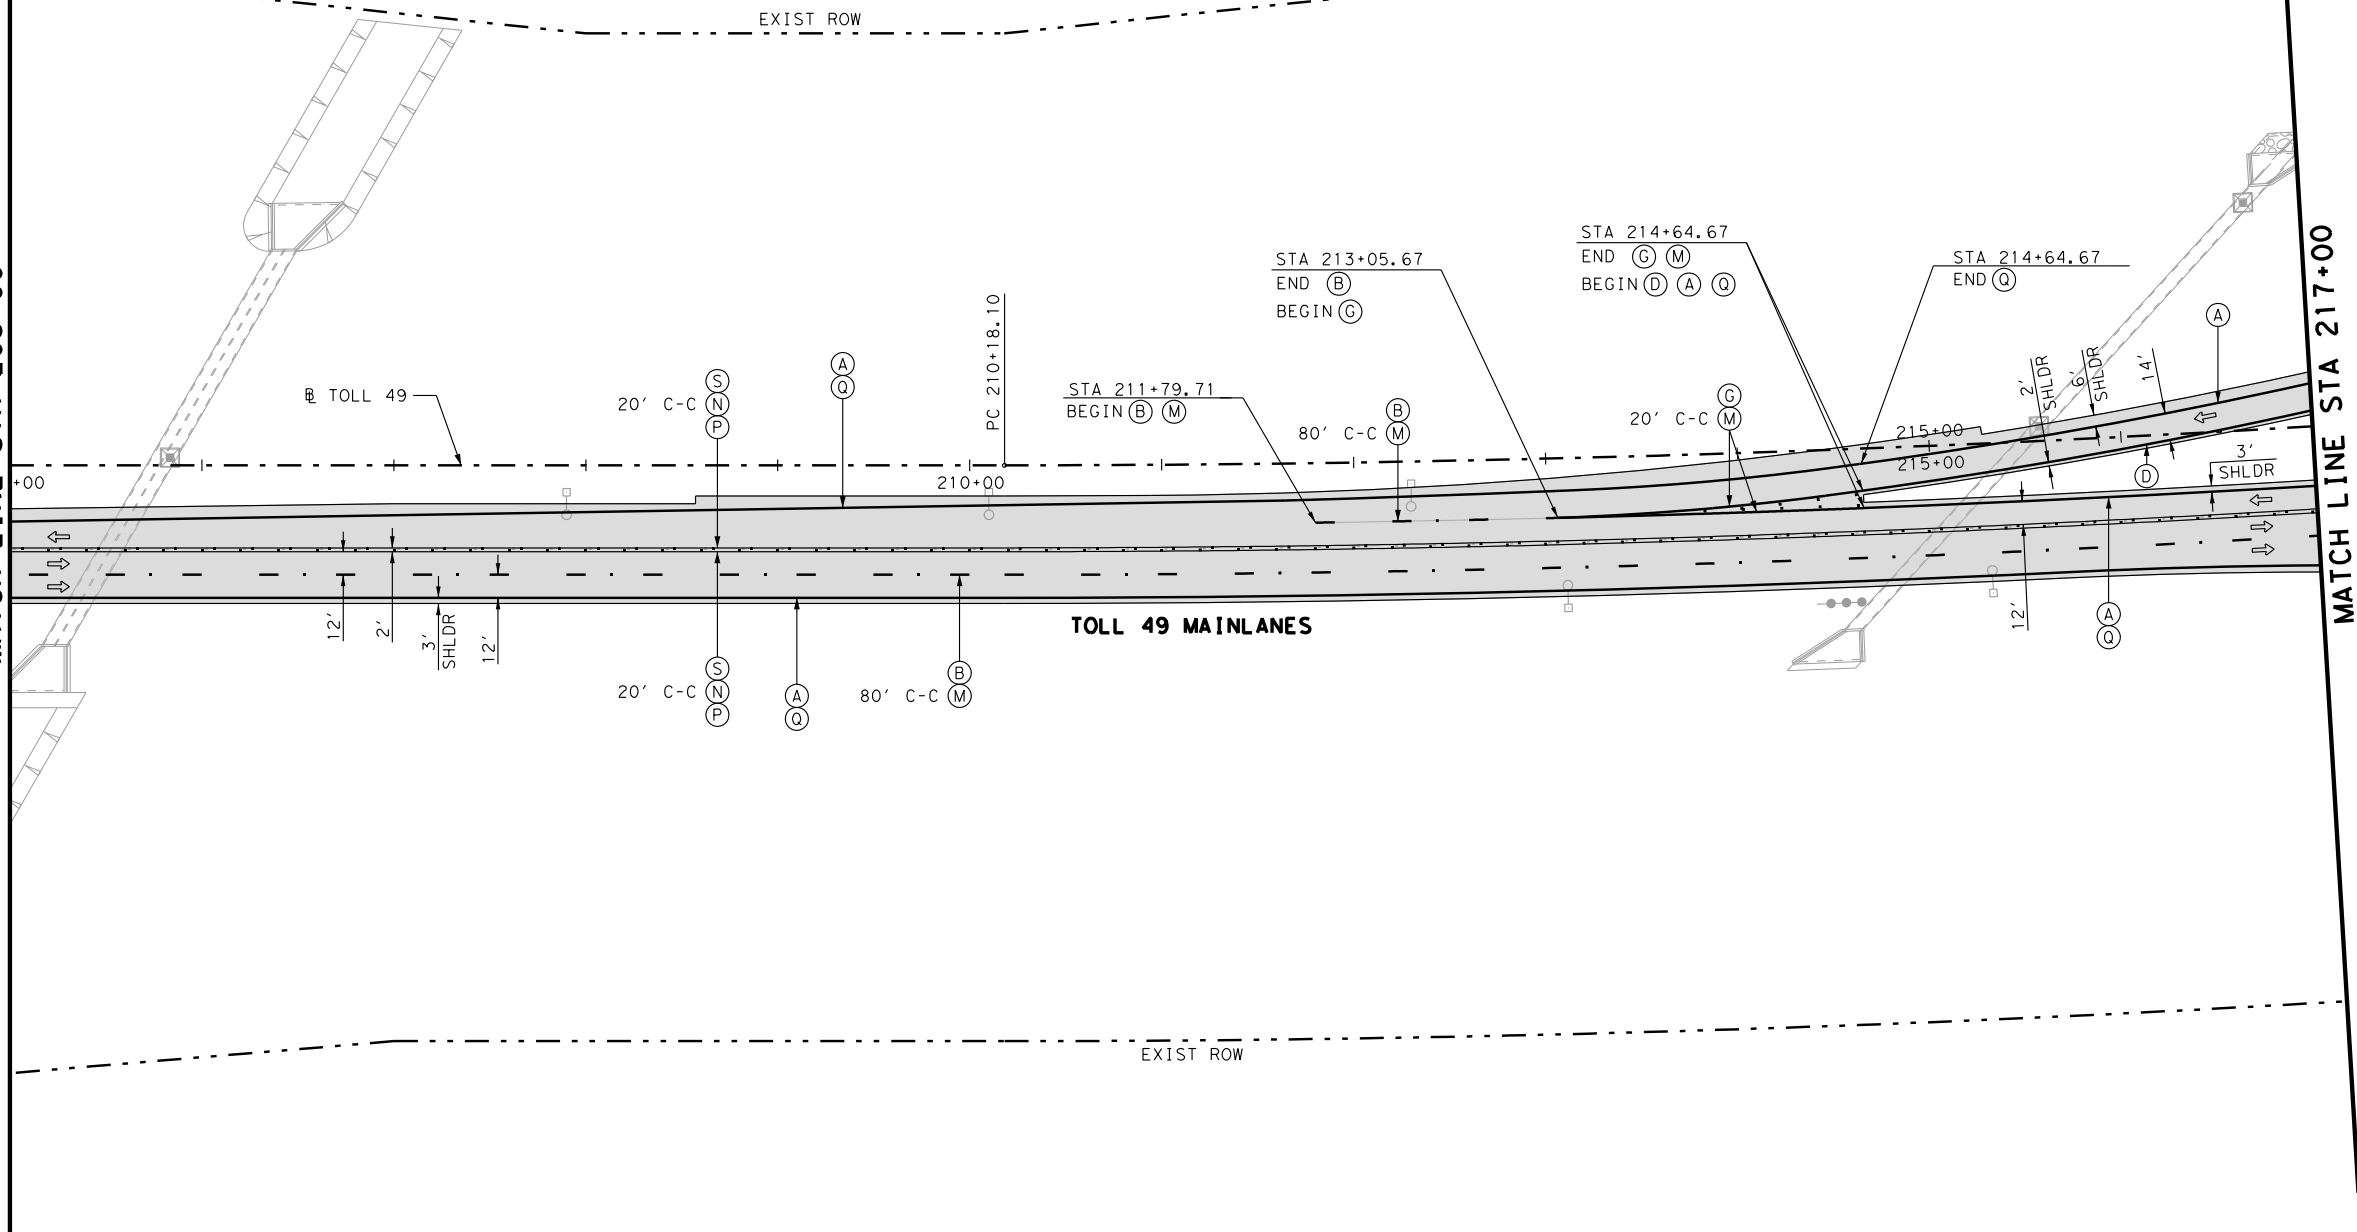 EXIST ROW
MATCH LINE STA 217+00
STA 214+64.67
END G M
BEGIN D A Q
STA 213+05.67
END B
BEGIN G
STA 214+64.67
END Q
A
PC 210+18.10
A
Q
S
20' C-C N
P
BL TOLL 49
STA 211+79.71
BEGIN B M
B
80' C-C M
G
20' C-C M
2'
SHLDR
6'
SHLDR
14'
215+00
215+00
3'
SHLDR
D
+00
210+00
12'
2'
3'
SHLDR
12'
TOLL 49 MAINLANES
12'
A
Q
S
20' C-C N
P
A
Q
B
80' C-C M
EXIST ROW